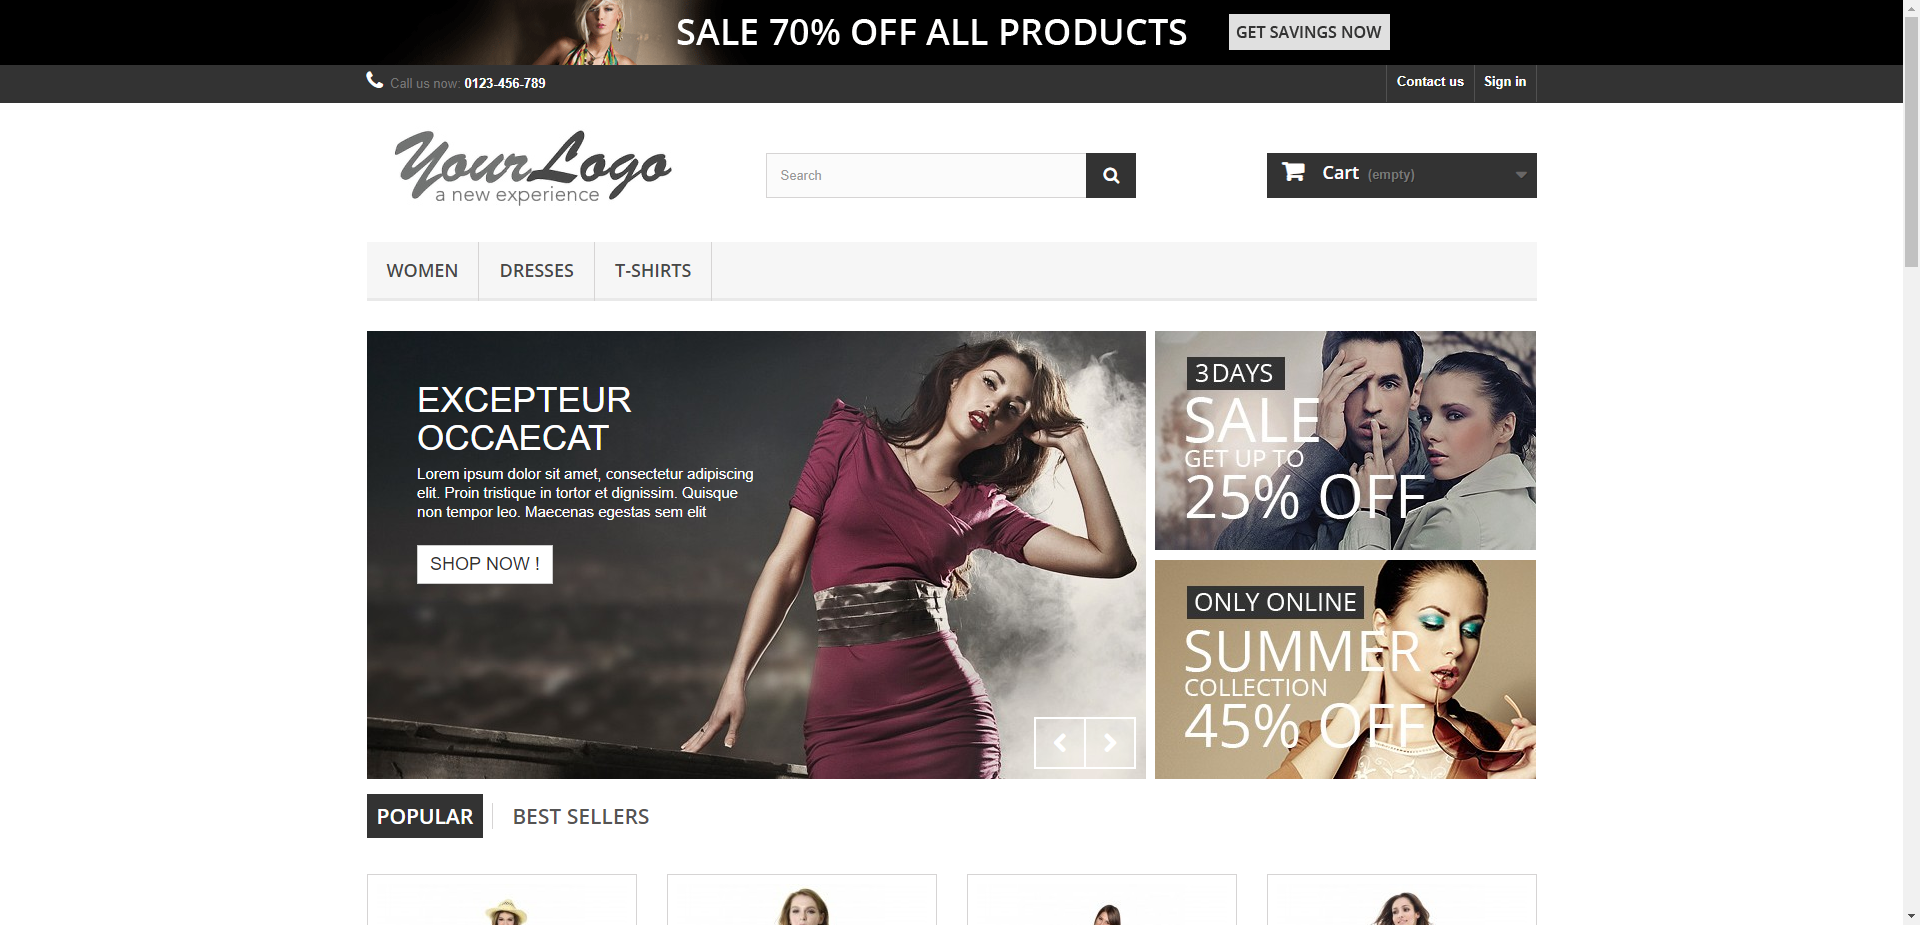 SALE 70% OFF ALL PRODUCTS
GET SAVINGS NOW
Call us now: 0123-456-789
Contact us
Sign in
YourLogo
a new experience
Search
Cart (empty)
WOMEN
DRESSES
T-SHIRTS
EXCEPTEUR
OCCAECAT
Lorem ipsum dolor sit amet, consectetur adipiscing
elit. Proin tristique in tortor et dignissim. Quisque
non tempor leo. Maecenas egestas sem elit
SHOP NOW !
3 DAYS
SALE
GET UP TO
25% OFF
ONLY ONLINE
SUMMER
COLLECTION
45% OFF
POPULAR
BEST SELLERS